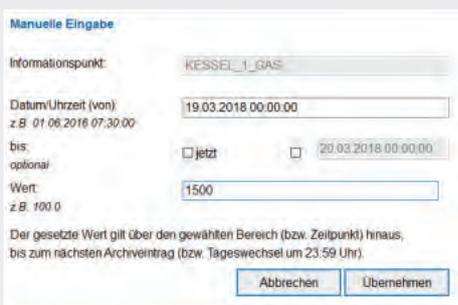 Manuelle Eingabe
Informationspunkt: KESSEL_1_GAS
Datum/Uhrzeit (von): 19.03.2018 00:00:00
z.B. 01.06.2016 07:30:00
bis: jetzt 20.03.2018 00:00:00
optional
Wert: 1500
z.B. 100.0
Der gesetzte Wert gilt über den gewählten Bereich (bzw. Zeitpunkt) hinaus,
bis zum nächsten Archiveintrag (bzw. Tageswechsel um 23:59 Uhr).
Abbrechen Übernehmen